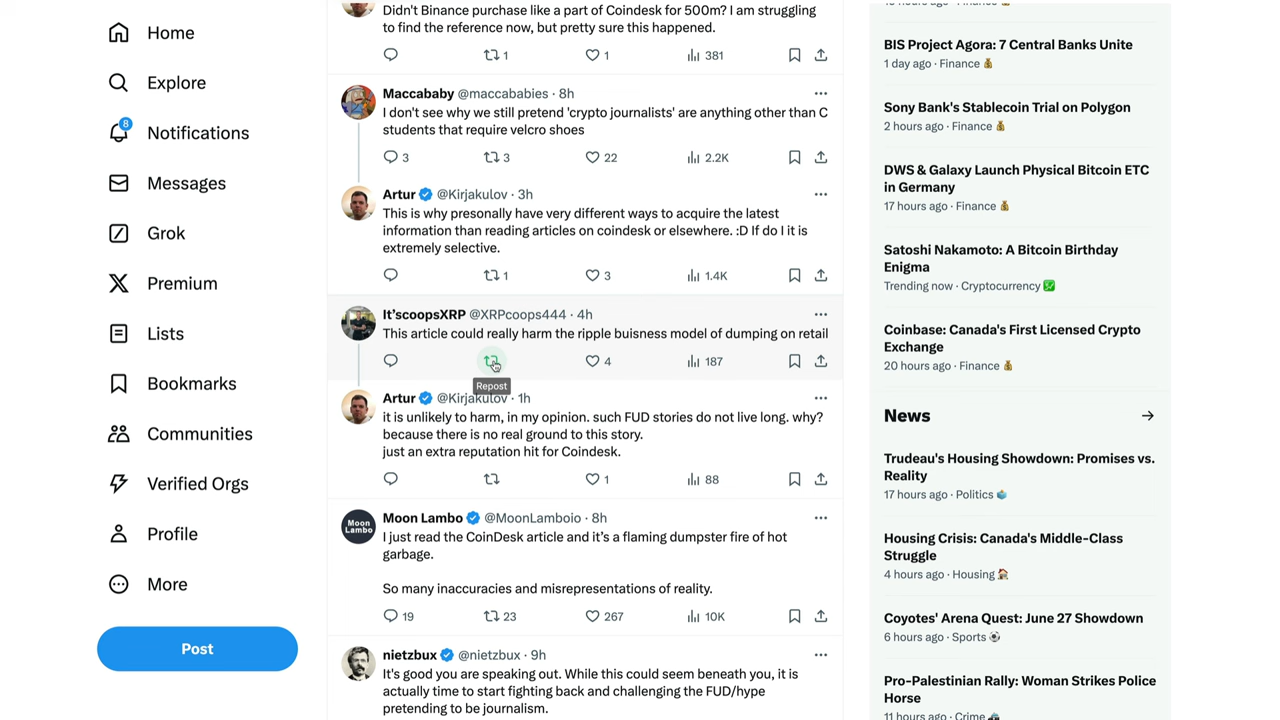 Home
Explore
8
Notifications
Messages
Grok
Premium
Lists
Bookmarks
Communities
Verified Orgs
Profile
More
Post
Didn't Binance purchase like a part of Coindesk for 500m? I am struggling
to find the reference now, but pretty sure this happened.
1 1 381
Maccababy @maccababies · 8h
I don't see why we still pretend 'crypto journalists' are anything other than C
students that require velcro shoes
3 3 22 2.2K
Artur @Kirjakulov · 3h
This is why presonally have very different ways to acquire the latest
information than reading articles on coindesk or elsewhere. :D If do I it is
extremely selective.
1 3 1.4K
It'scoopsXRP @XRPcoops444 · 4h
This article could really harm the ripple buisness model of dumping on retail
4 187
Repost
Artur @Kirjakulov · 1h
it is unlikely to harm, in my opinion. such FUD stories do not live long. why?
because there is no real ground to this story.
just an extra reputation hit for Coindesk.
1 88
Moon Lambo
Moon Lambo @MoonLamboio · 8h
I just read the CoinDesk article and it's a flaming dumpster fire of hot
garbage.
So many inaccuracies and misrepresentations of reality.
19 23 267 10K
nietzbux @nietzbux · 9h
It's good you are speaking out. While this could seem beneath you, it is
actually time to start fighting back and challenging the FUD/hype
pretending to be journalism.
BIS Project Agora: 7 Central Banks Unite
1 day ago · Finance
Sony Bank's Stablecoin Trial on Polygon
2 hours ago · Finance
DWS & Galaxy Launch Physical Bitcoin ETC
in Germany
17 hours ago · Finance
Satoshi Nakamoto: A Bitcoin Birthday
Enigma
Trending now · Cryptocurrency
Coinbase: Canada's First Licensed Crypto
Exchange
20 hours ago · Finance
News
Trudeau's Housing Showdown: Promises vs.
Reality
17 hours ago · Politics
Housing Crisis: Canada's Middle-Class
Struggle
4 hours ago · Housing
Coyotes' Arena Quest: June 27 Showdown
6 hours ago · Sports
Pro-Palestinian Rally: Woman Strikes Police
Horse
11 hours ago · Crime